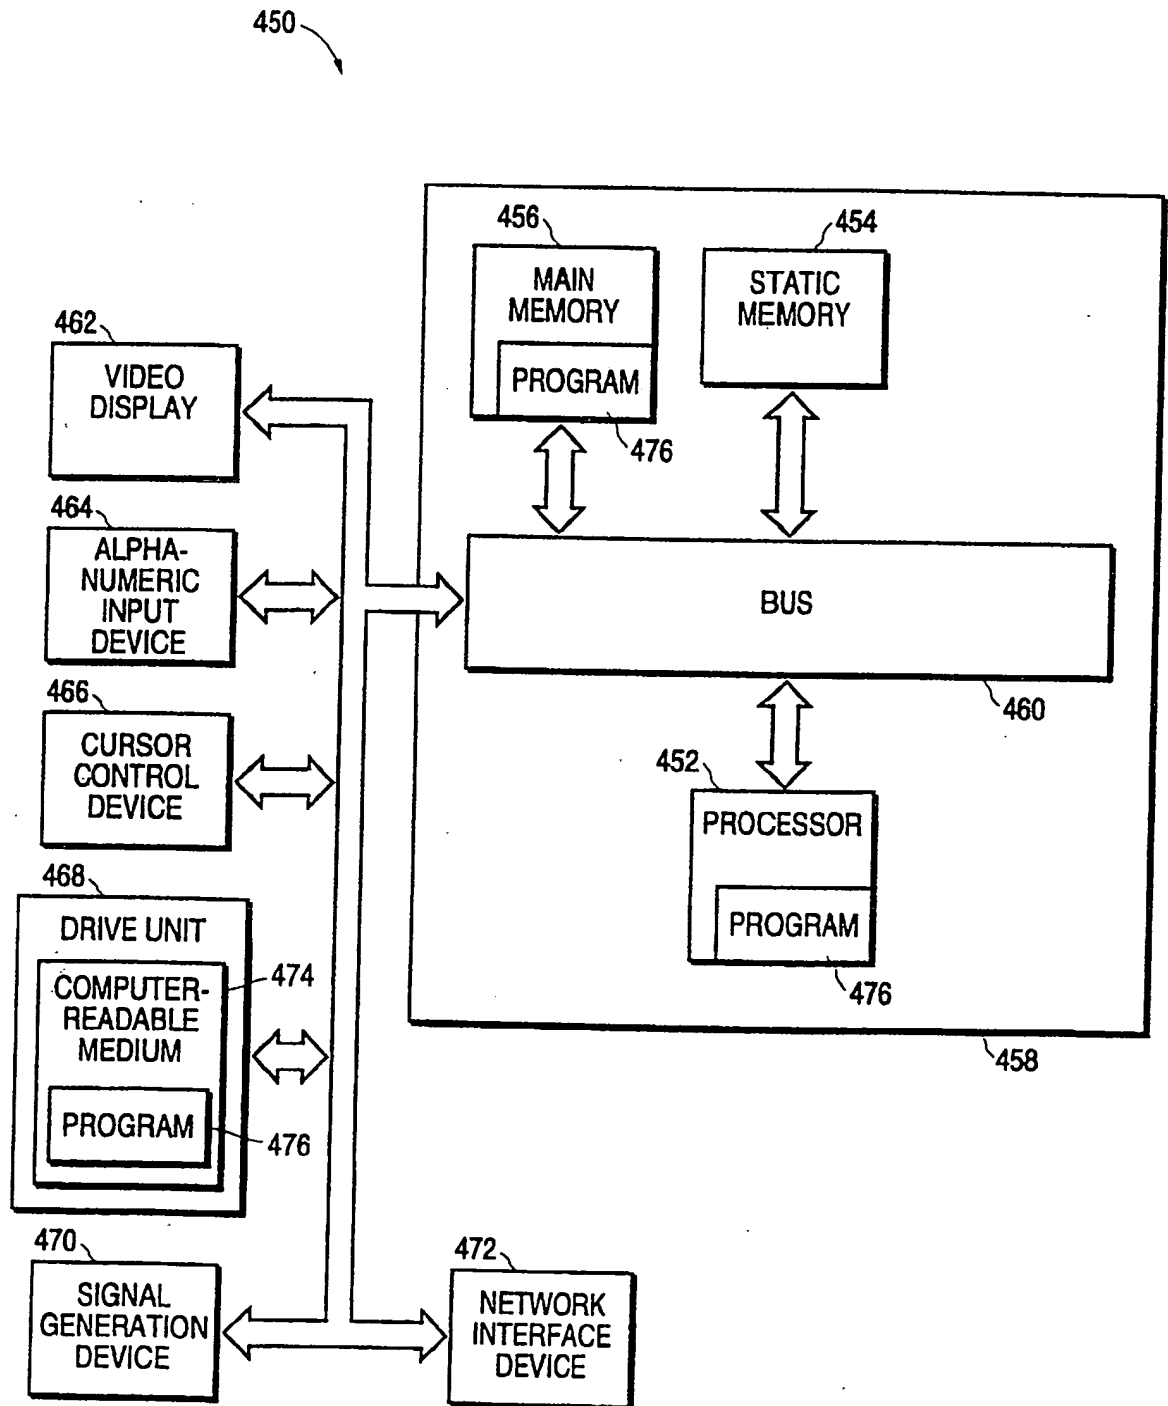 450
456
454
MAIN
MEMORY
STATIC
MEMORY
462
VIDEO
DISPLAY
PROGRAM
476
464
ALPHA-
NUMERIC
INPUT
DEVICE
BUS
460
466
CURSOR
CONTROL
DEVICE
452
PROCESSOR
PROGRAM
476
468
DRIVE UNIT
COMPUTER-
READABLE
MEDIUM
474
PROGRAM
476
458
470
SIGNAL
GENERATION
DEVICE
472
NETWORK
INTERFACE
DEVICE